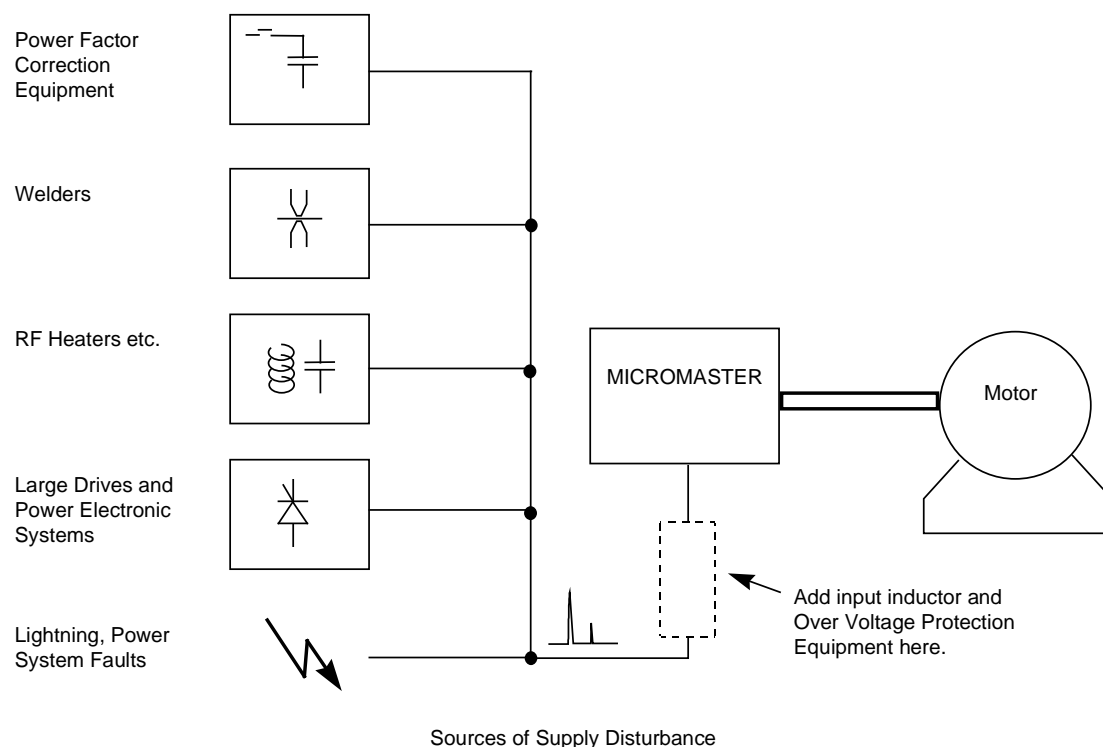 Power Factor
Correction
Equipment
Welders
RF Heaters etc.
Large Drives and
Power Electronic
Systems
Lightning, Power
System Faults
MICROMASTER
Motor
Add input inductor and
Over Voltage Protection
Equipment here.
Sources of Supply Disturbance